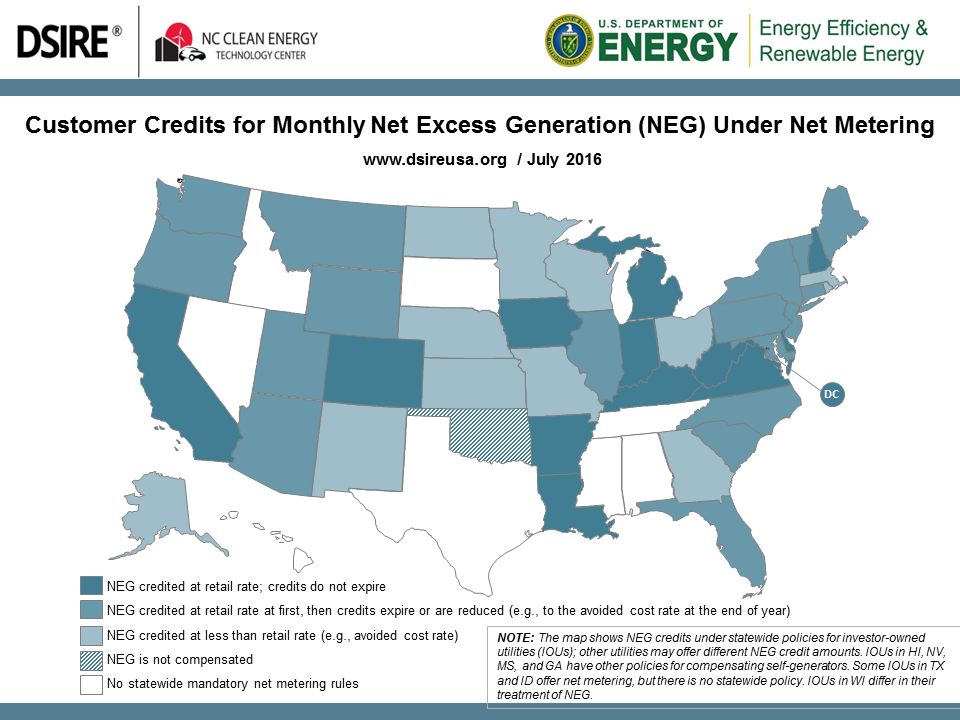 DSIRE®
NC CLEAN ENERGY
TECHNOLOGY CENTER
U.S. DEPARTMENT OF
ENERGY
Energy Efficiency &
Renewable Energy
Customer Credits for Monthly Net Excess Generation (NEG) Under Net Metering
www.dsireusa.org / July 2016
DC
NEG credited at retail rate; credits do not expire
NEG credited at retail rate at first, then credits expire or are reduced (e.g., to the avoided cost rate at the end of year)
NEG credited at less than retail rate (e.g., avoided cost rate)
NEG is not compensated
No statewide mandatory net metering rules
NOTE: The map shows NEG credits under statewide policies for investor-owned
utilities (IOUs); other utilities may offer different NEG credit amounts. IOUs in HI, NV,
MS, and GA have other policies for compensating self-generators. Some IOUs in TX
and ID offer net metering, but there is no statewide policy. IOUs in WI differ in their
treatment of NEG.